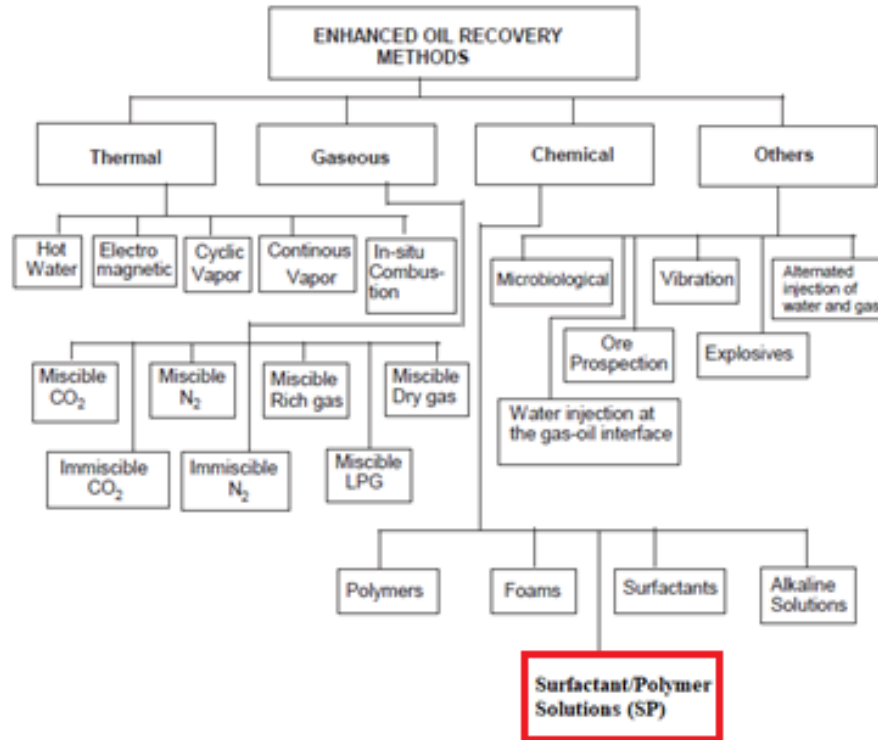 ENHANCED OIL RECOVERY
METHODS
Thermal
Gaseous
Chemical
Others
Hot
Water
Electro
magnetic
Cyclic
Vapor
Continous
Vapor
In-situ
Combus-
tion
Microbiological
Vibration
Alternated
injection of
water and gas
Ore
Prospection
Explosives
Water injection at
the gas-oil interface
Miscible
CO₂
Miscible
N₂
Miscible
Rich gas
Miscible
Dry gas
Immiscible
CO₂
Immiscible
N₂
Miscible
LPG
Polymers
Foams
Surfactants
Alkaline
Solutions
Surfactant/Polymer
Solutions (SP)